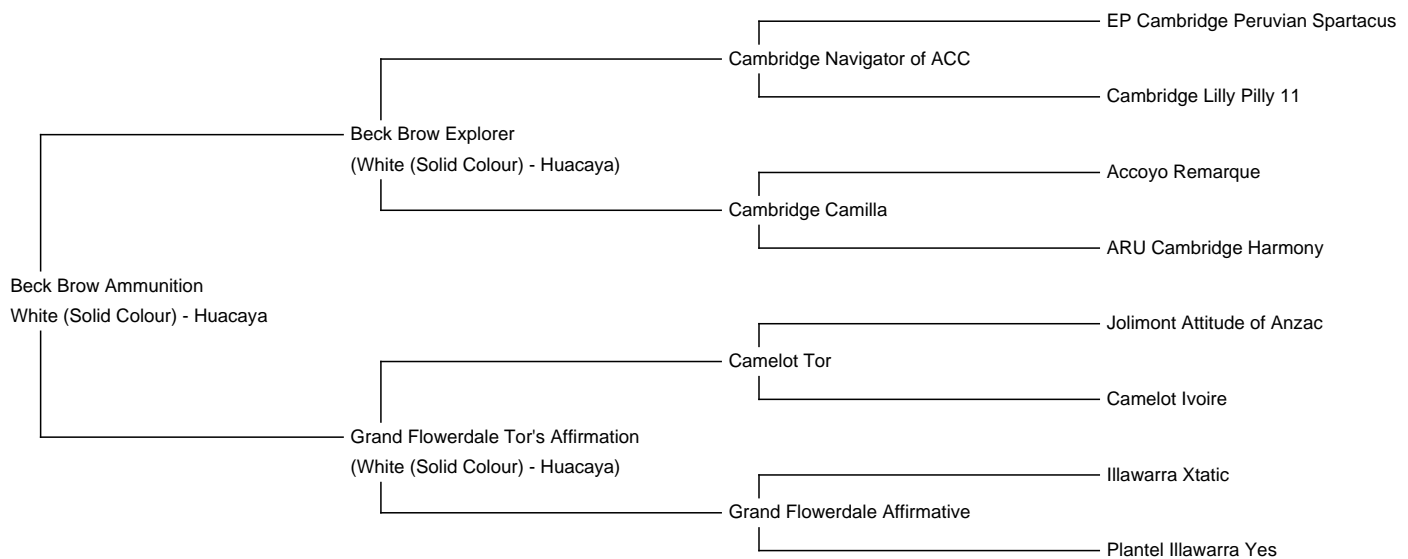 EP Cambridge Peruvian Spartacus
Cambridge Navigator of ACC
Cambridge Lilly Pilly 11
Beck Brow Explorer
(White (Solid Colour) - Huacaya)
Accoyo Remarque
Cambridge Camilla
ARU Cambridge Harmony
Beck Brow Ammunition
White (Solid Colour) - Huacaya
Jolimont Attitude of Anzac
Camelot Tor
Camelot Ivoire
Grand Flowerdale Tor's Affirmation
(White (Solid Colour) - Huacaya)
Illawarra Xtatic
Grand Flowerdale Affirmative
Plantel Illawarra Yes